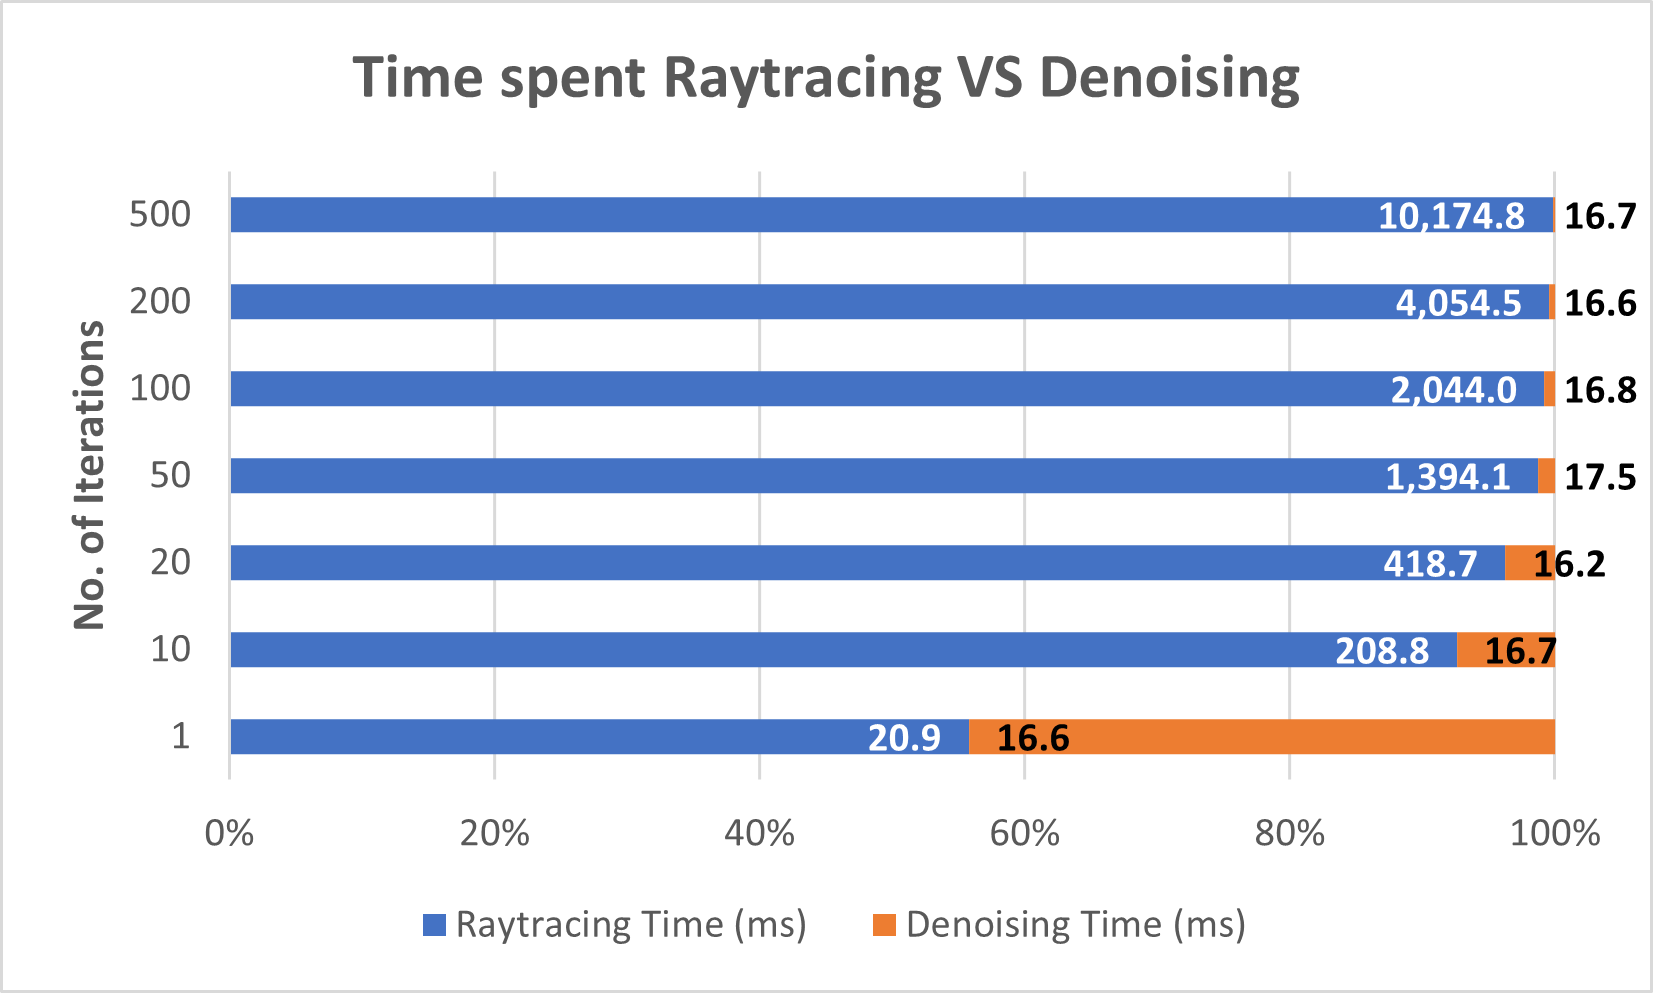 Time spent Raytracing VS Denoising
No. of Iterations
500 10,174.8 16.7
200 4,054.5 16.6
100 2,044.0 16.8
50 1,394.1 17.5
20 418.7 16.2
10 208.8 16.7
1 20.9 16.6
0% 20% 40% 60% 80% 100%
Raytracing Time (ms) Denoising Time (ms)